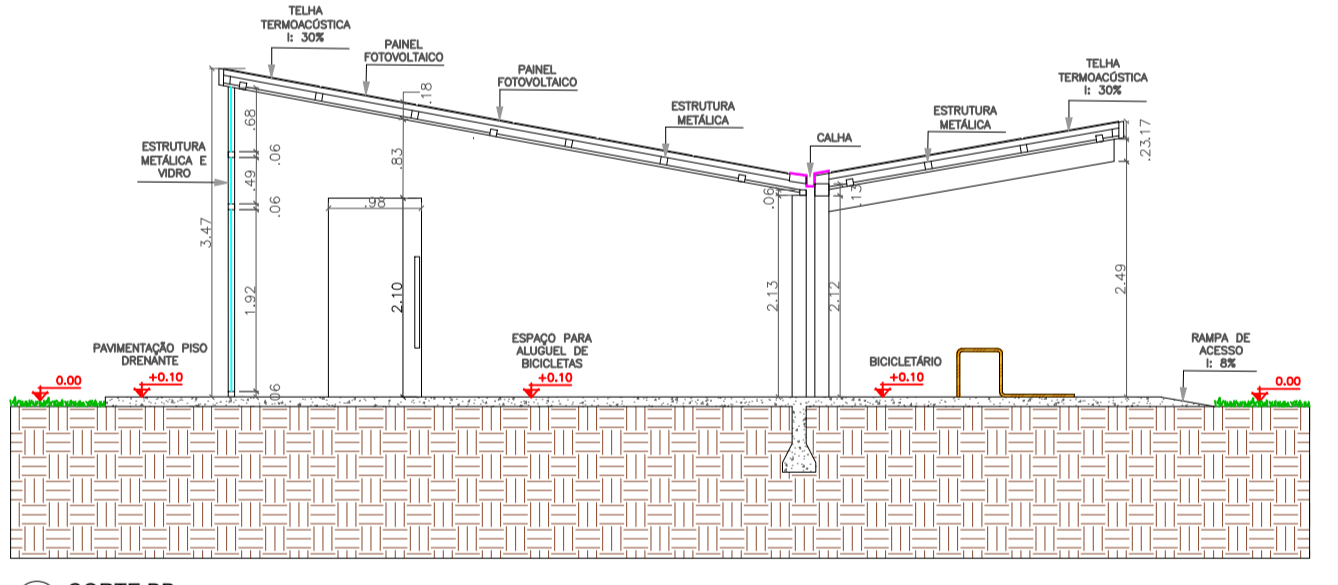 TELHA
TERMOACÚSTICA
I: 30%
PAINEL
FOTOVOLTAICO
PAINEL
FOTOVOLTAICO
ESTRUTURA
METÁLICA
CALHA
ESTRUTURA
METÁLICA
TELHA
TERMOACÚSTICA
I: 30%
ESTRUTURA
METÁLICA E
VIDRO
.18
.68
.06
.49
.06
.83
.98
3.47
1.92
2.10
.06
.06
2.13
.13
2.12
.23
.17
2.49
PAVIMENTAÇÃO PISO
DRENANTE
ESPAÇO PARA
ALUGUEL DE
BICICLETAS
BICICLETÁRIO
RAMPA DE
ACESSO
I: 8%
0.00
+0.10
+0.10
+0.10
0.00